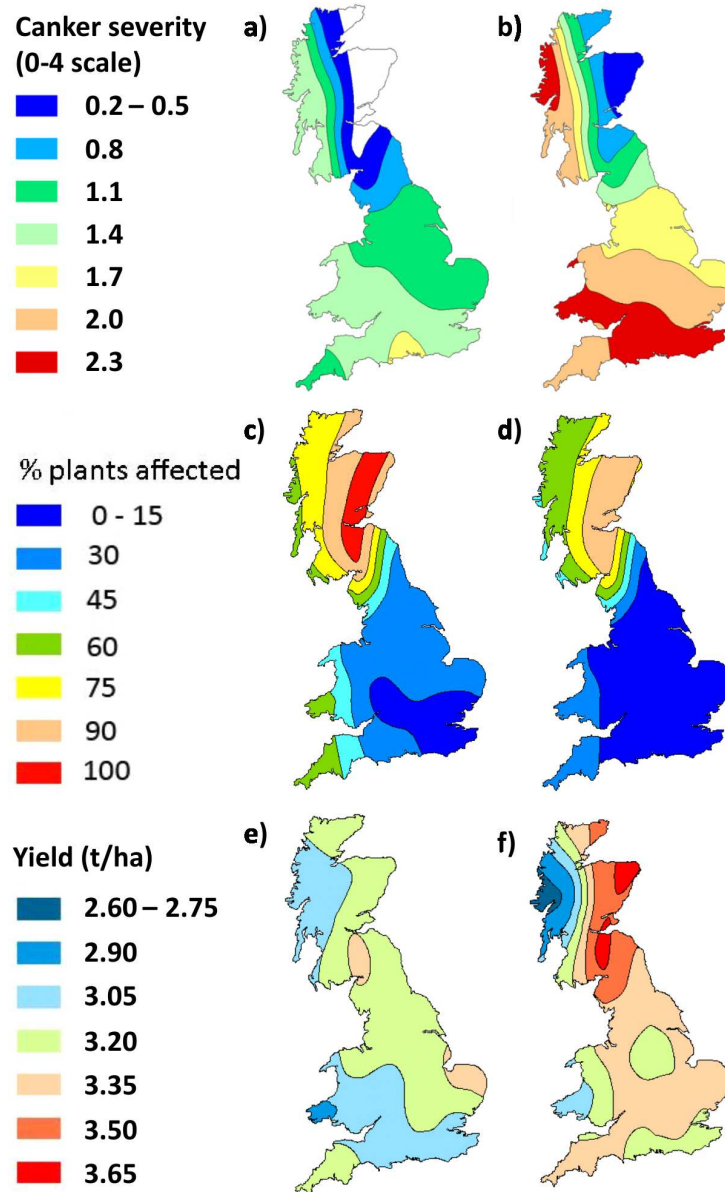 Canker severity
(0-4 scale)
0.2 – 0.5
0.8
1.1
1.4
1.7
2.0
2.3
a)
b)
% plants affected
0 - 15
30
45
60
75
90
100
c)
d)
Yield (t/ha)
2.60 – 2.75
2.90
3.05
3.20
3.35
3.50
3.65
e)
f)